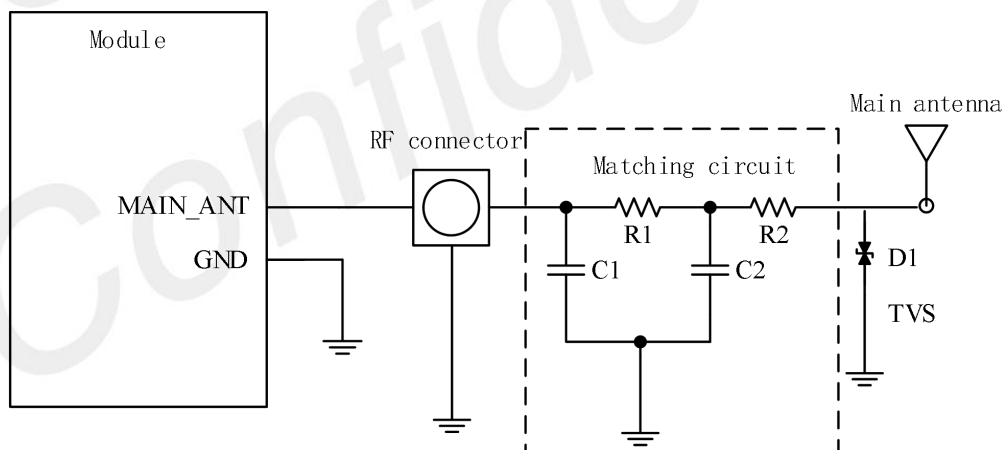 Module
Main antenna
RF connector
Matching circuit
MAIN_ANT
R1
R2
GND
C1
C2
D1
TVS